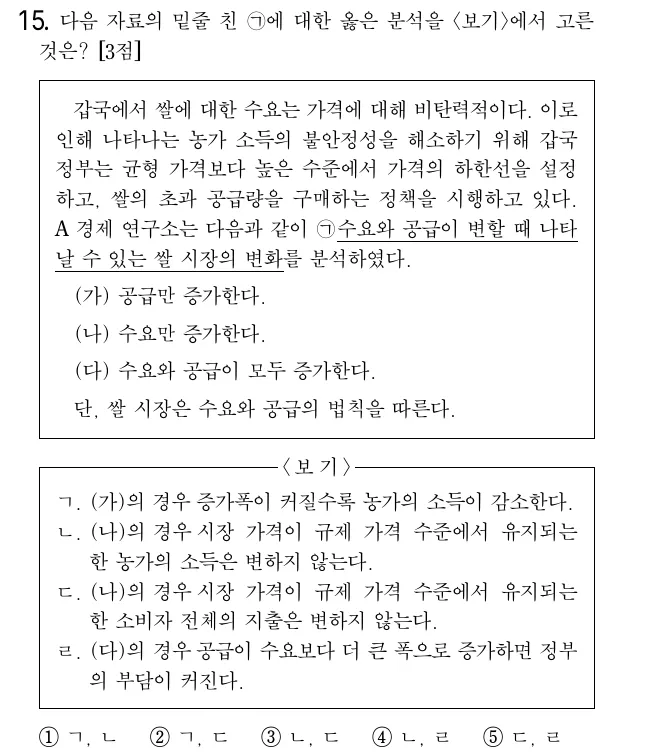 15. 다음 자료의 밑줄 친 ㉠에 대한 옳은 분석을 〈보기〉에서 고른
것은? [3점]
갑국에서 쌀에 대한 수요는 가격에 대해 비탄력적이다. 이로
인해 나타나는 농가 소득의 불안정성을 해소하기 위해 갑국
정부는 균형 가격보다 높은 수준에서 가격의 하한선을 설정
하고, 쌀의 초과 공급량을 구매하는 정책을 시행하고 있다.
A 경제 연구소는 다음과 같이 ㉠수요와 공급이 변할 때 나타
날 수 있는 쌀 시장의 변화를 분석하였다.
(가) 공급만 증가한다.
(나) 수요만 증가한다.
(다) 수요와 공급이 모두 증가한다.
단, 쌀 시장은 수요와 공급의 법칙을 따른다.
〈보 기〉
ㄱ. (가)의 경우 증가폭이 커질수록 농가의 소득이 감소한다.
ㄴ. (나)의 경우 시장 가격이 규제 가격 수준에서 유지되는
한 농가의 소득은 변하지 않는다.
ㄷ. (나)의 경우 시장 가격이 규제 가격 수준에서 유지되는
한 소비자 전체의 지출은 변하지 않는다.
ㄹ. (다)의 경우 공급이 수요보다 더 큰 폭으로 증가하면 정부
의 부담이 커진다.
① ㄱ, ㄴ ② ㄱ, ㄷ ③ ㄴ, ㄷ ④ ㄴ, ㄹ ⑤ ㄷ, ㄹ